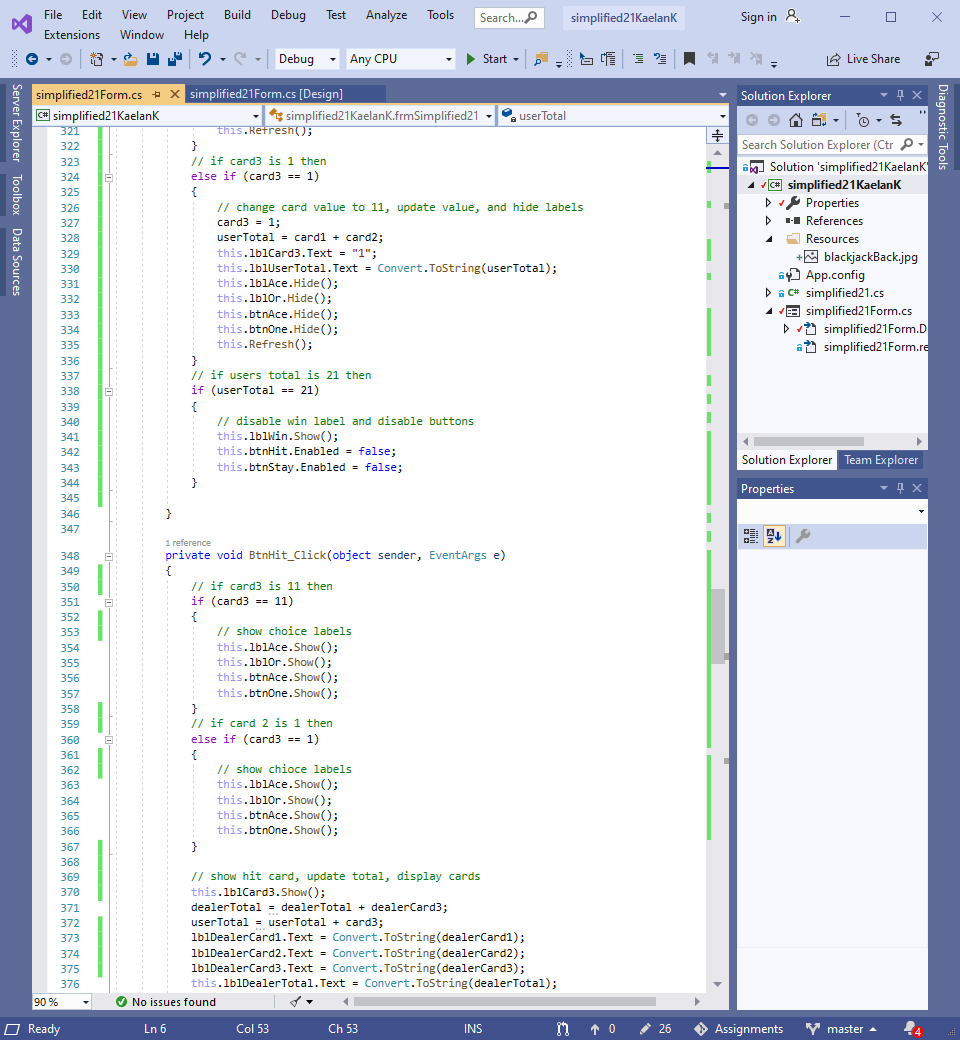 File Edit View Project Build Debug Test Analyze Tools Search... simplified21KaelanK Sign in
Extensions Window Help
Debug Any CPU Start Live Share
Server Explorer
Toolbox
Data Sources
simplified21Form.cs simplified21Form.cs [Design]
simplified21KaelanK simplified21KaelanK.frmSimplified21 userTotal
321 this.Refresh();
322 }
323 // if card3 is 1 then
324 else if (card3 == 1)
325 {
326 // change card value to 11, update value, and hide labels
327 card3 = 1;
328 userTotal = card1 + card2;
329 this.lblCard3.Text = "1";
330 this.lblUserTotal.Text = Convert.ToString(userTotal);
331 this.lblAce.Hide();
332 this.lblOr.Hide();
333 this.btnAce.Hide();
334 this.btnOne.Hide();
335 this.Refresh();
336 }
337 // if users total is 21 then
338 if (userTotal == 21)
339 {
340 // disable win label and disable buttons
341 this.lblWin.Show();
342 this.btnHit.Enabled = false;
343 this.btnStay.Enabled = false;
344 }
345
346 }
347
1 reference
348 private void BtnHit_Click(object sender, EventArgs e)
349 {
350 // if card3 is 11 then
351 if (card3 == 11)
352 {
353 // show choice labels
354 this.lblAce.Show();
355 this.lblOr.Show();
356 this.btnAce.Show();
357 this.btnOne.Show();
358 }
359 // if card 2 is 1 then
360 else if (card3 == 1)
361 {
362 // show chioce labels
363 this.lblAce.Show();
364 this.lblOr.Show();
365 this.btnAce.Show();
366 this.btnOne.Show();
367 }
368
369 // show hit card, update total, display cards
370 this.lblCard3.Show();
371 dealerTotal = dealerTotal + dealerCard3;
372 userTotal = userTotal + card3;
373 lblDealerCard1.Text = Convert.ToString(dealerCard1);
374 lblDealerCard2.Text = Convert.ToString(dealerCard2);
375 lblDealerCard3.Text = Convert.ToString(dealerCard3);
376 this.lblDealerTotal.Text = Convert.ToString(dealerTotal);
90 % No issues found
Solution Explorer
Search Solution Explorer (Ctr
Solution 'simplified21KaelanK'
C# simplified21KaelanK
Properties
References
Resources
blackjackBack.jpg
App.config
C# simplified21.cs
simplified21Form.cs
simplified21Form.D
simplified21Form.re
Solution Explorer Team Explorer
Properties
Diagnostic Tools
Ready Ln 6 Col 53 Ch 53 INS 0 26 Assignments master 4